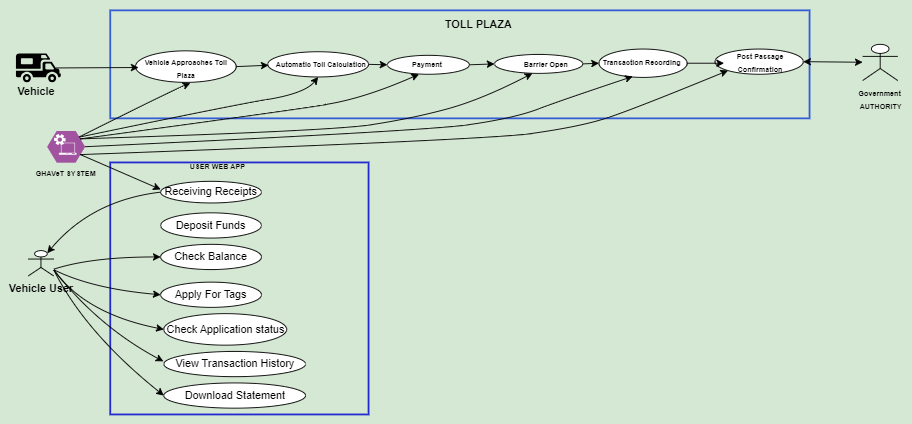 TOLL PLAZA
Vehicle Approaches Toll
Plaza
Automatic Toll Calculation
Payment
Barrier Open
Transaction Recording
Post Passage
Confirmation
Vehicle
Government
AUTHORITY
GHAVeT SYSTEM
USER WEB APP
Receiving Receipts
Deposit Funds
Check Balance
Vehicle User
Apply For Tags
Check Application status
View Transaction History
Download Statement